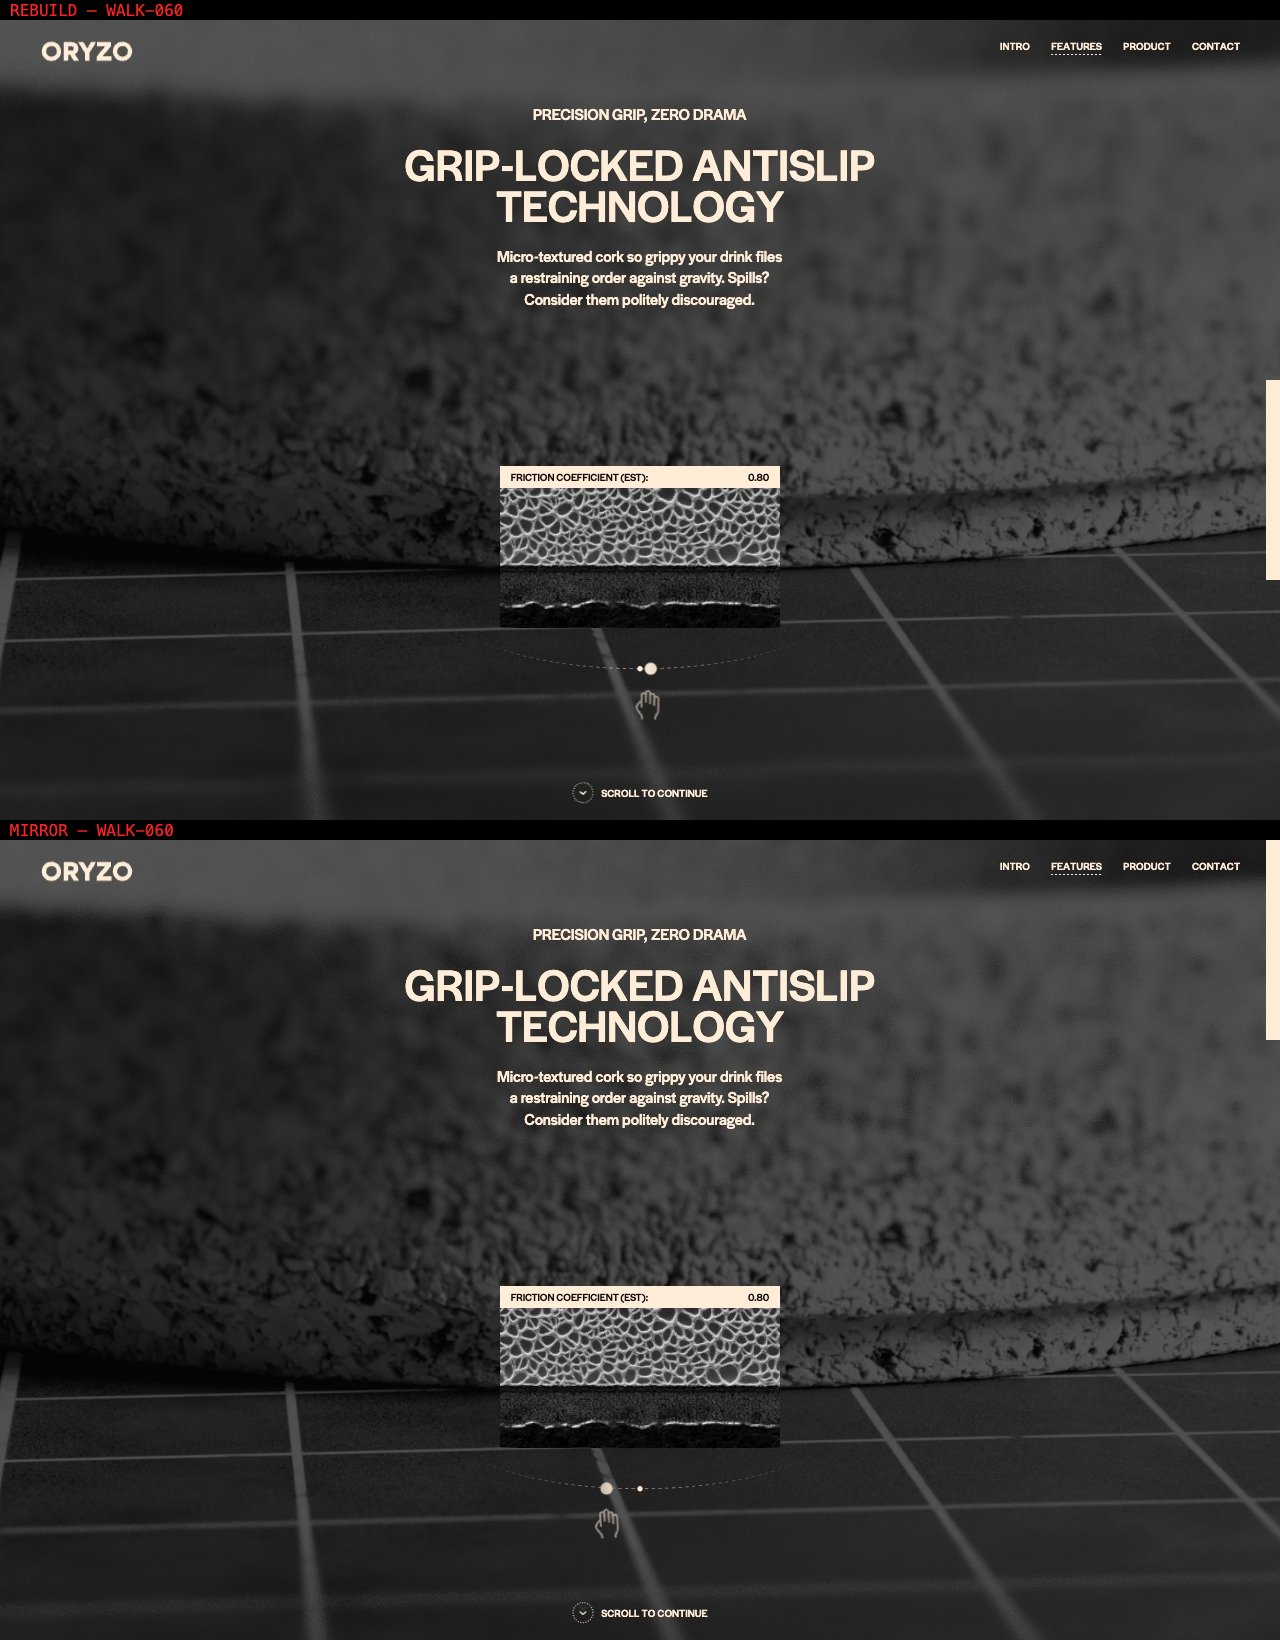 REBUILD — WALK-060
ORYZO
INTRO FEATURES PRODUCT CONTACT
PRECISION GRIP, ZERO DRAMA
GRIP-LOCKED ANTISLIP
TECHNOLOGY
Micro-textured cork so grippy your drink files
a restraining order against gravity. Spills?
Consider them politely discouraged.
FRICTION COEFFICIENT (EST): 0.80
SCROLL TO CONTINUE
MIRROR — WALK-060
ORYZO
INTRO FEATURES PRODUCT CONTACT
PRECISION GRIP, ZERO DRAMA
GRIP-LOCKED ANTISLIP
TECHNOLOGY
Micro-textured cork so grippy your drink files
a restraining order against gravity. Spills?
Consider them politely discouraged.
FRICTION COEFFICIENT (EST): 0.80
SCROLL TO CONTINUE